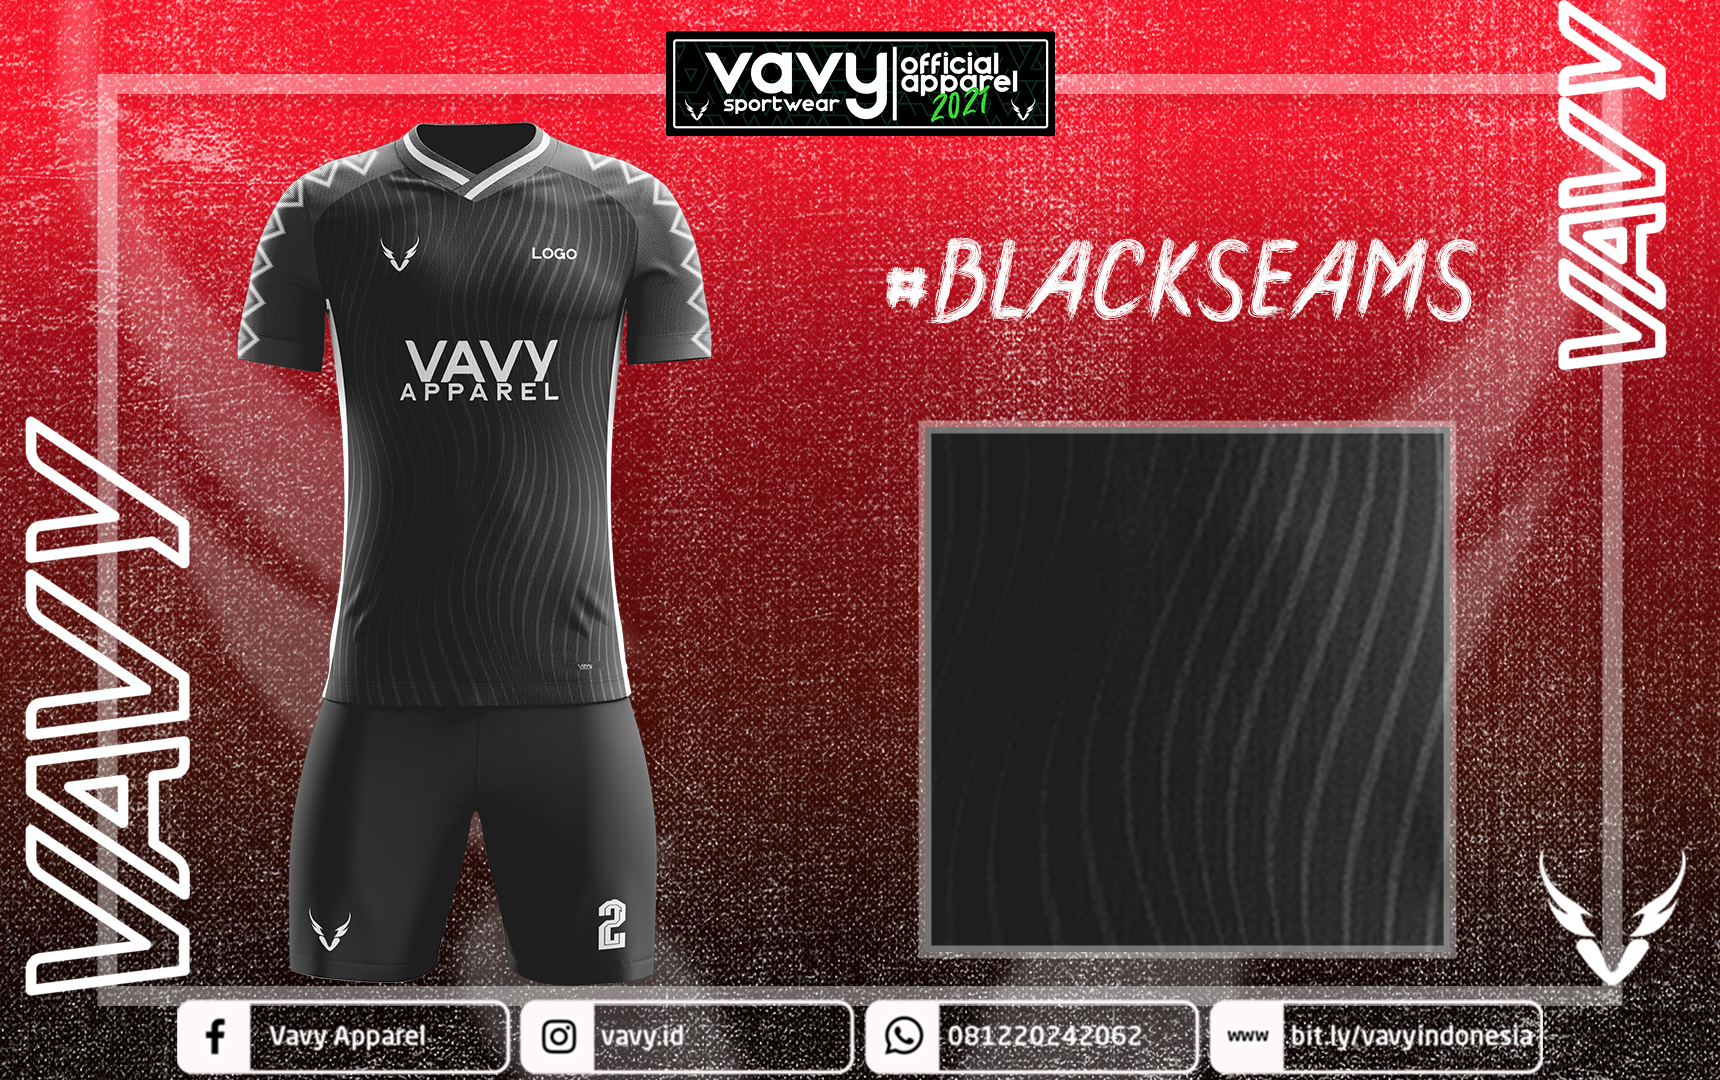 vavy
sportwear
official
apparel
2021
VAVY
#BLACKSEAMS
LOGO
VAVY
APPAREL
vavy
2
VAVY
Vavy Apparel
vavy.id
081220242062
www
bit.ly/vavyindonesia